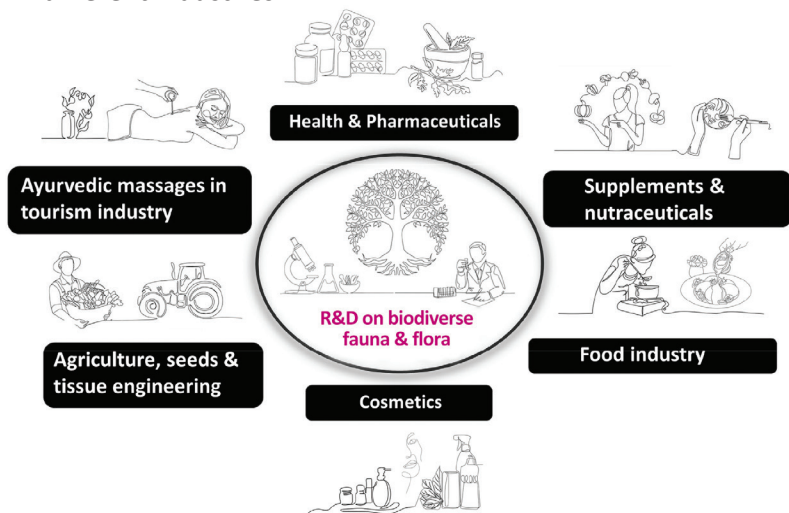 Health & Pharmaceuticals
Ayurvedic massages in
tourism industry
Supplements &
nutraceuticals
R&D on biodiverse
fauna & flora
Agriculture, seeds &
tissue engineering
Food industry
Cosmetics